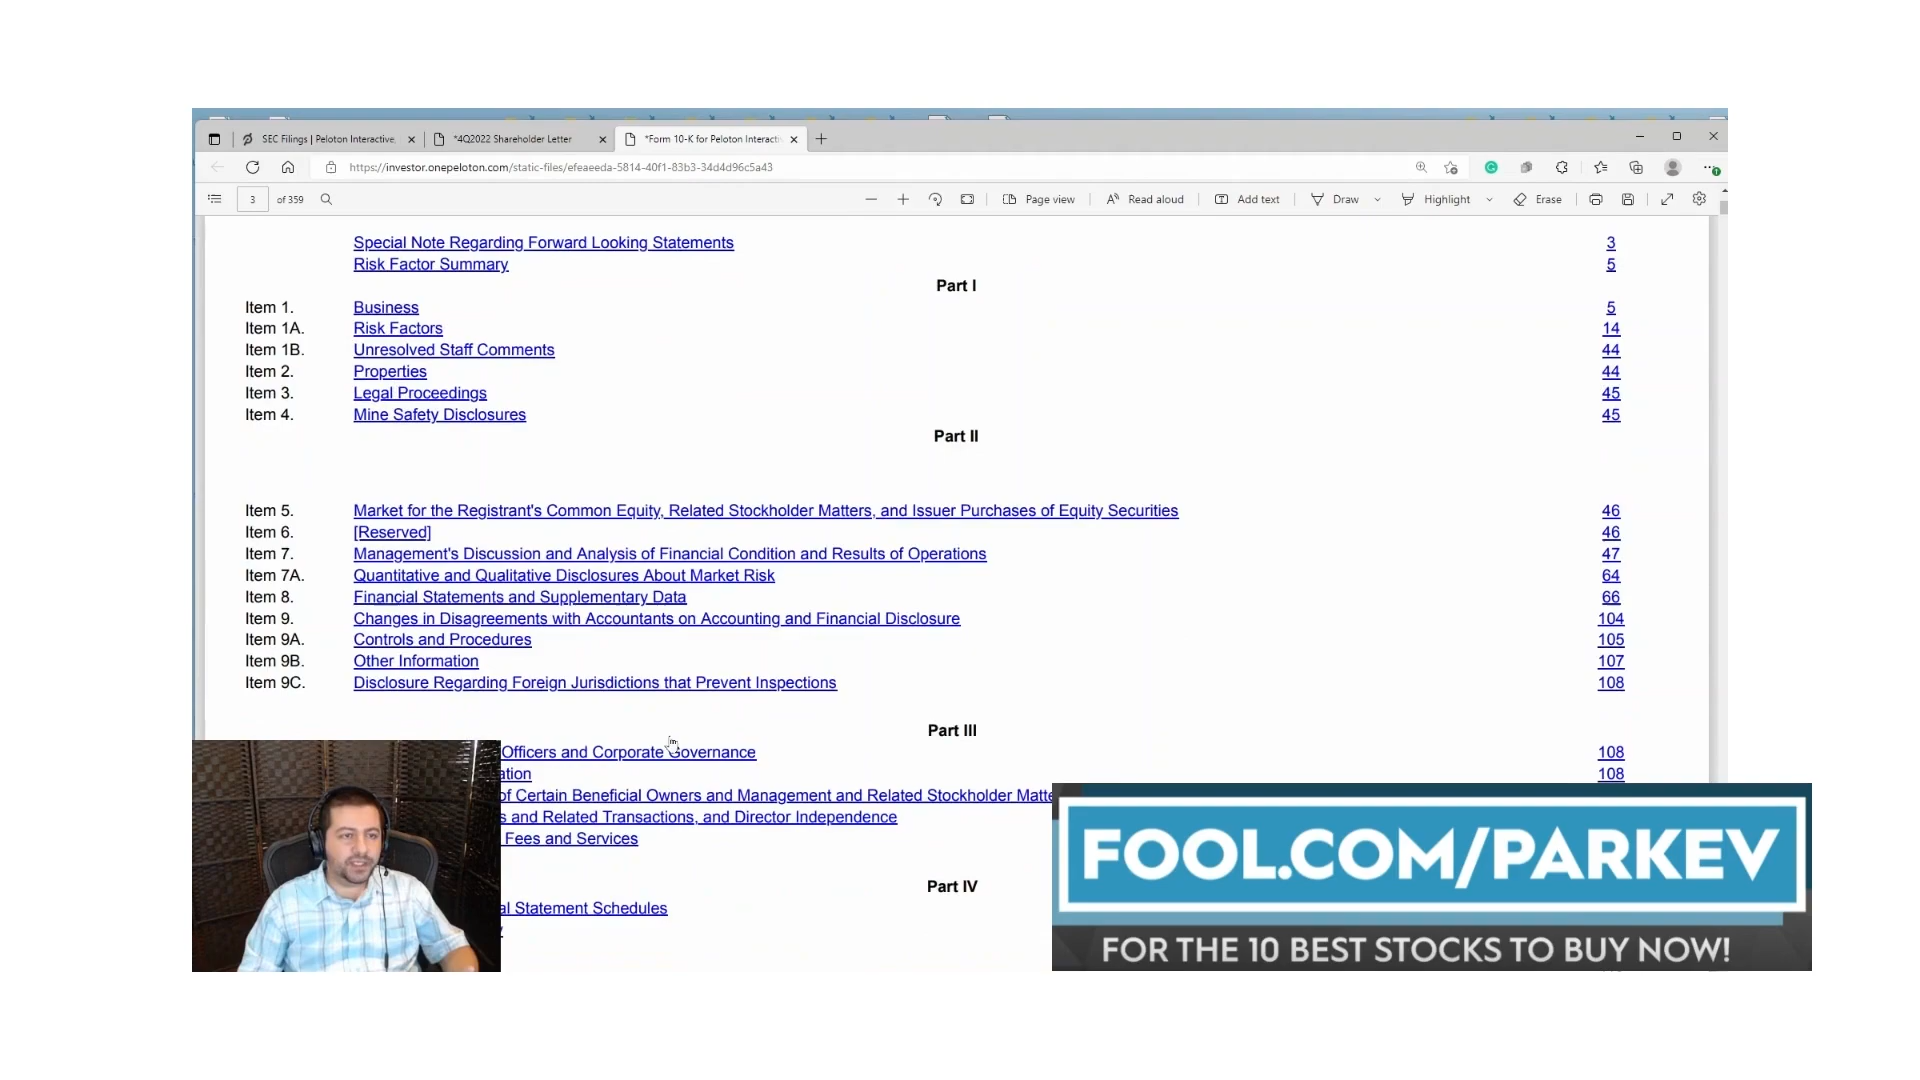 SEC Filings | Peloton Interactive, *4Q2022 Shareholder Letter *Form 10-K for Peloton Interacti
https://investor.onepeloton.com/static-files/efeaeeda-5814-40f1-83b3-34d4d96c5a43
3 of 359 Page view Read aloud Add text Draw Highlight Erase
Special Note Regarding Forward Looking Statements 3
Risk Factor Summary 5
Part I
Item 1. Business 5
Item 1A. Risk Factors 14
Item 1B. Unresolved Staff Comments 44
Item 2. Properties 44
Item 3. Legal Proceedings 45
Item 4. Mine Safety Disclosures 45
Part II
Item 5. Market for the Registrant's Common Equity, Related Stockholder Matters, and Issuer Purchases of Equity Securities 46
Item 6. [Reserved] 46
Item 7. Management's Discussion and Analysis of Financial Condition and Results of Operations 47
Item 7A. Quantitative and Qualitative Disclosures About Market Risk 64
Item 8. Financial Statements and Supplementary Data 66
Item 9. Changes in Disagreements with Accountants on Accounting and Financial Disclosure 104
Item 9A. Controls and Procedures 105
Item 9B. Other Information 107
Item 9C. Disclosure Regarding Foreign Jurisdictions that Prevent Inspections 108
Part III
Officers and Corporate Governance 108
ation 108
of Certain Beneficial Owners and Management and Related Stockholder Matte
s and Related Transactions, and Director Independence
Fees and Services
Part IV
al Statement Schedules
FOOL.COM/PARKEV
FOR THE 10 BEST STOCKS TO BUY NOW!